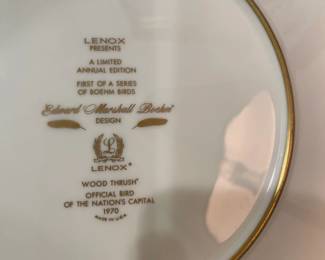 LENOX
PRESENTS
A LIMITED
ANNUAL EDITION
FIRST OF A SERIES
OF BOEHM BIRDS
Edward Marshall Boehm
DESIGN
L
LENOX®
WOOD THRUSH
OFFICIAL BIRD
OF THE NATION'S CAPITAL
1970
MADE IN U.S.A.